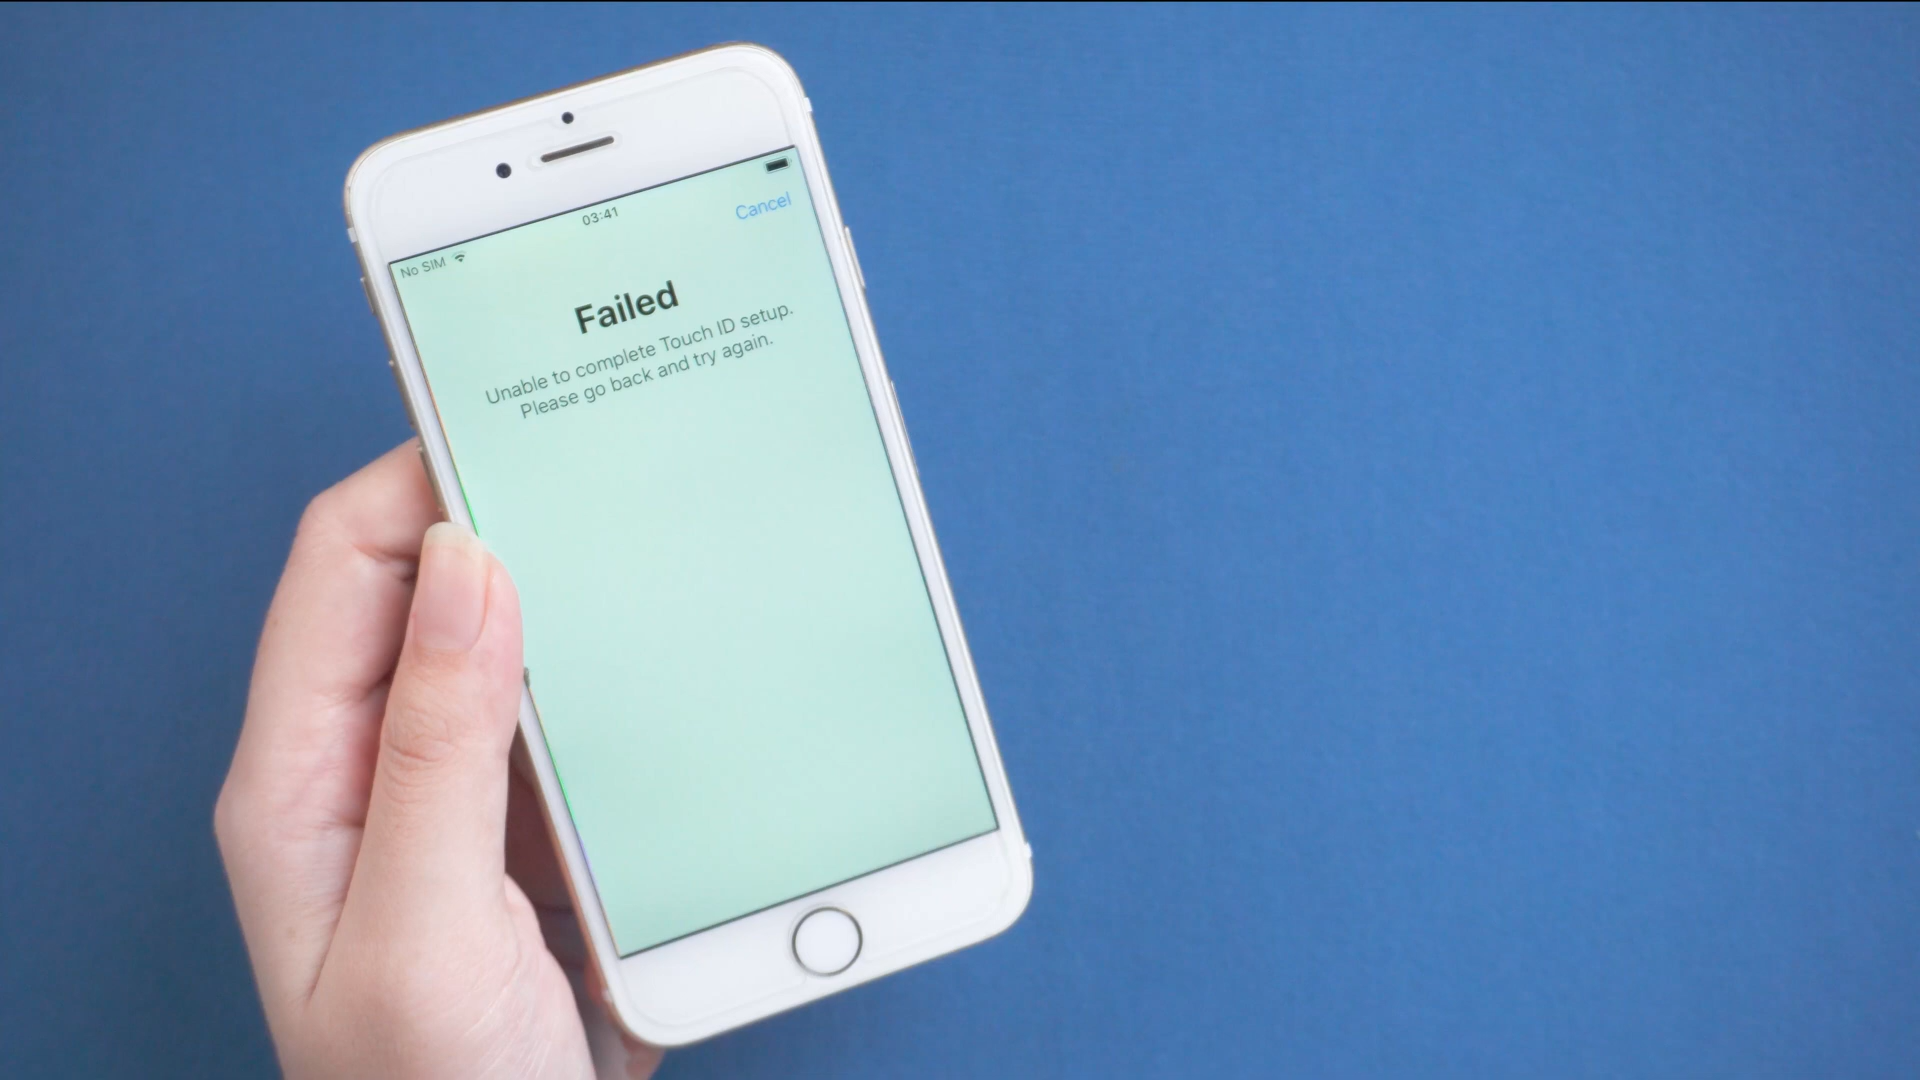 No SIM
03:41
Cancel
Failed
Unable to complete Touch ID setup.
Please go back and try again.